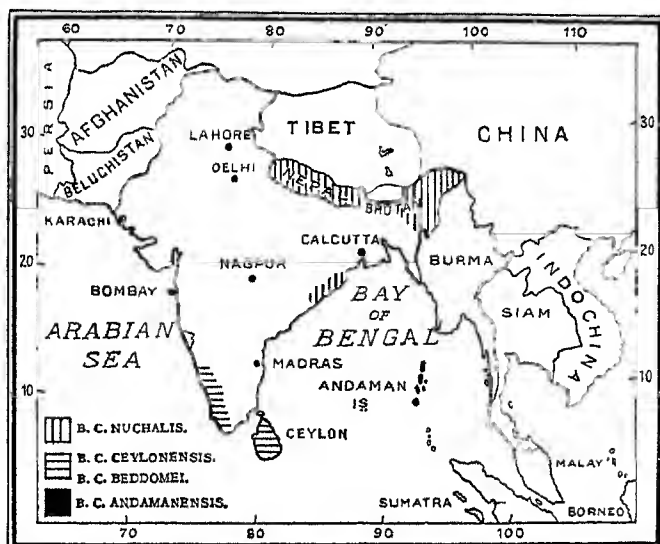 60 70 80 90 100 110
PERSIA
AFGHANISTAN
BELUCHISTAN
30
LAHORE
DELHI
TIBET
CHINA
30
NEPAL
BHUTAN
KARACHI
CALCUTTA
BURMA
INDOCHINA
20
NAGPUR
20
BOMBAY
BAY
OF
BENGAL
SIAM
ARABIAN
SEA
MADRAS
ANDAMAN
IS
10
10
CEYLON
B. C. NUCHALIS.
B. C. CEYLONENSIS.
B. C. BEDDOMEI.
B. C. ANDAMANENSIS.
MALAY
SUMATRA
BORNEO
70 80 90 100